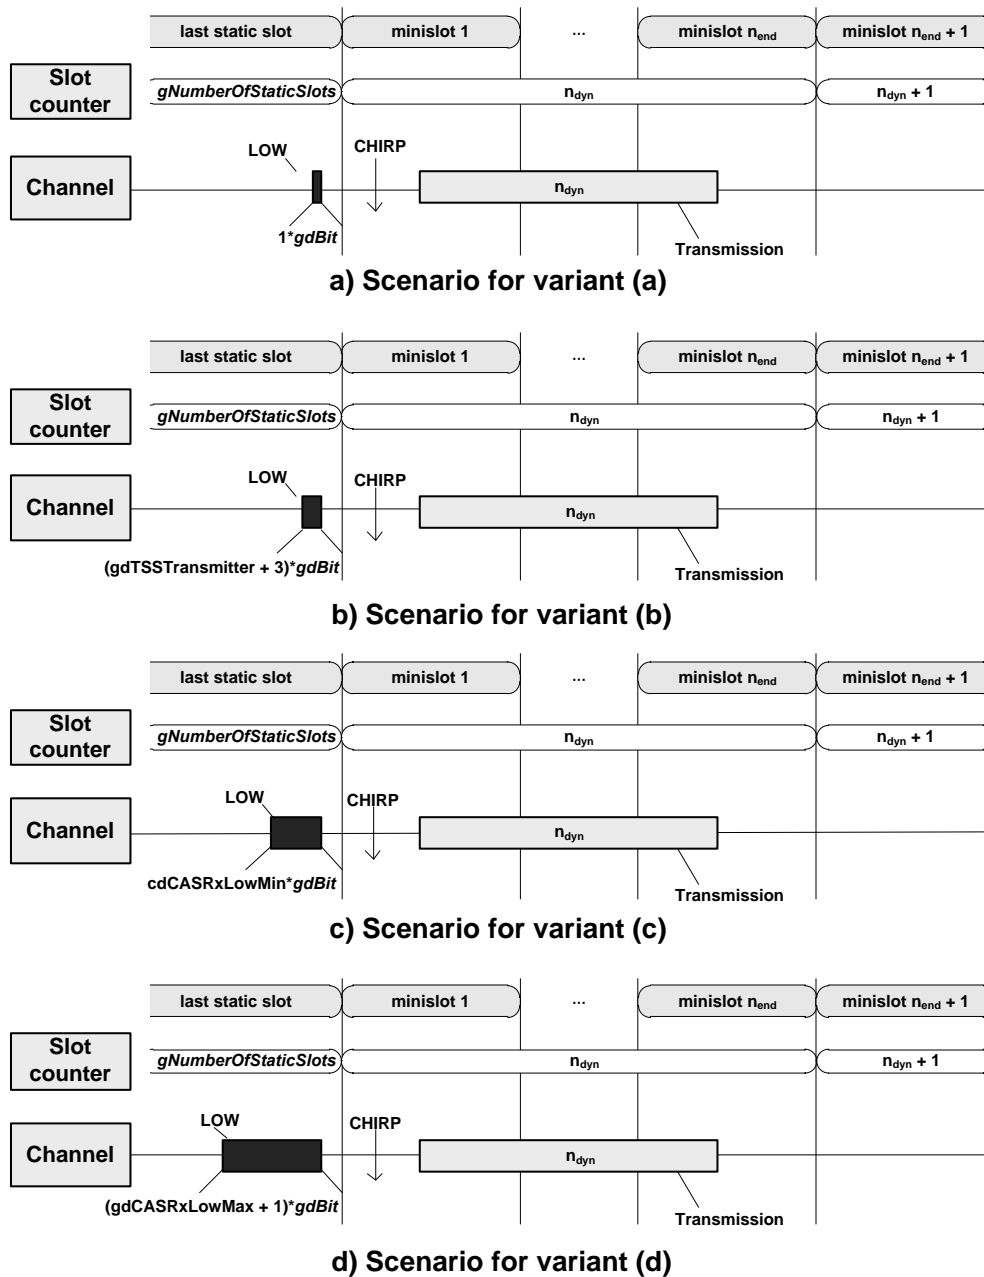 last static slot minislot 1 ... minislot nend minislot nend + 1
Slot counter gNumberOfStaticSlots ndyn ndyn + 1
LOW CHIRP
Channel ndyn
1*gdBit Transmission
a) Scenario for variant (a)
last static slot minislot 1 ... minislot nend minislot nend + 1
Slot counter gNumberOfStaticSlots ndyn ndyn + 1
LOW CHIRP
Channel ndyn
(gdTSSTransmitter + 3)*gdBit Transmission
b) Scenario for variant (b)
last static slot minislot 1 ... minislot nend minislot nend + 1
Slot counter gNumberOfStaticSlots ndyn ndyn + 1
LOW CHIRP
Channel ndyn
cdCASRxLowMin*gdBit Transmission
c) Scenario for variant (c)
last static slot minislot 1 ... minislot nend minislot nend + 1
Slot counter gNumberOfStaticSlots ndyn ndyn + 1
LOW CHIRP
Channel ndyn
(gdCASRxLowMax + 1)*gdBit Transmission
d) Scenario for variant (d)